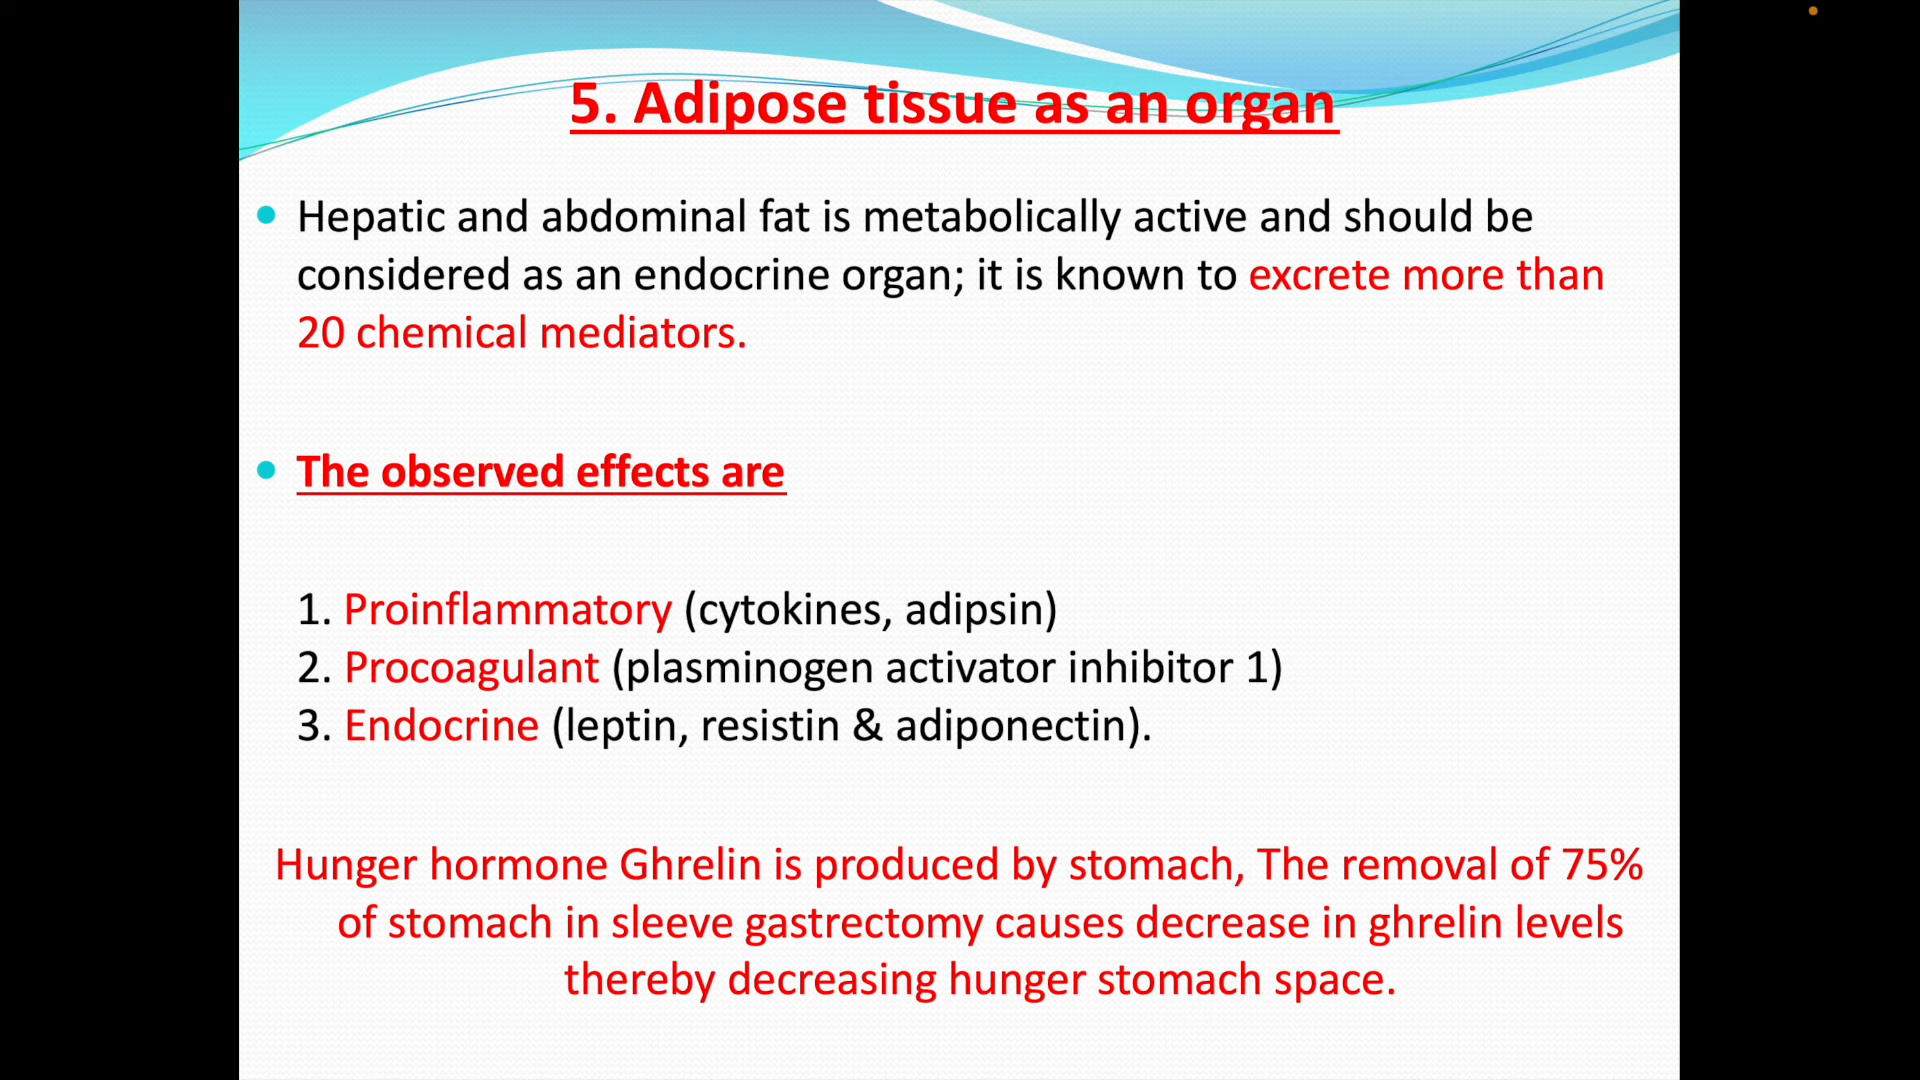 5. Adipose tissue as an organ
Hepatic and abdominal fat is metabolically active and should be
considered as an endocrine organ; it is known to excrete more than
20 chemical mediators.
The observed effects are
1. Proinflammatory (cytokines, adipsin)
2. Procoagulant (plasminogen activator inhibitor 1)
3. Endocrine (leptin, resistin & adiponectin).
Hunger hormone Ghrelin is produced by stomach, The removal of 75%
of stomach in sleeve gastrectomy causes decrease in ghrelin levels
thereby decreasing hunger stomach space.